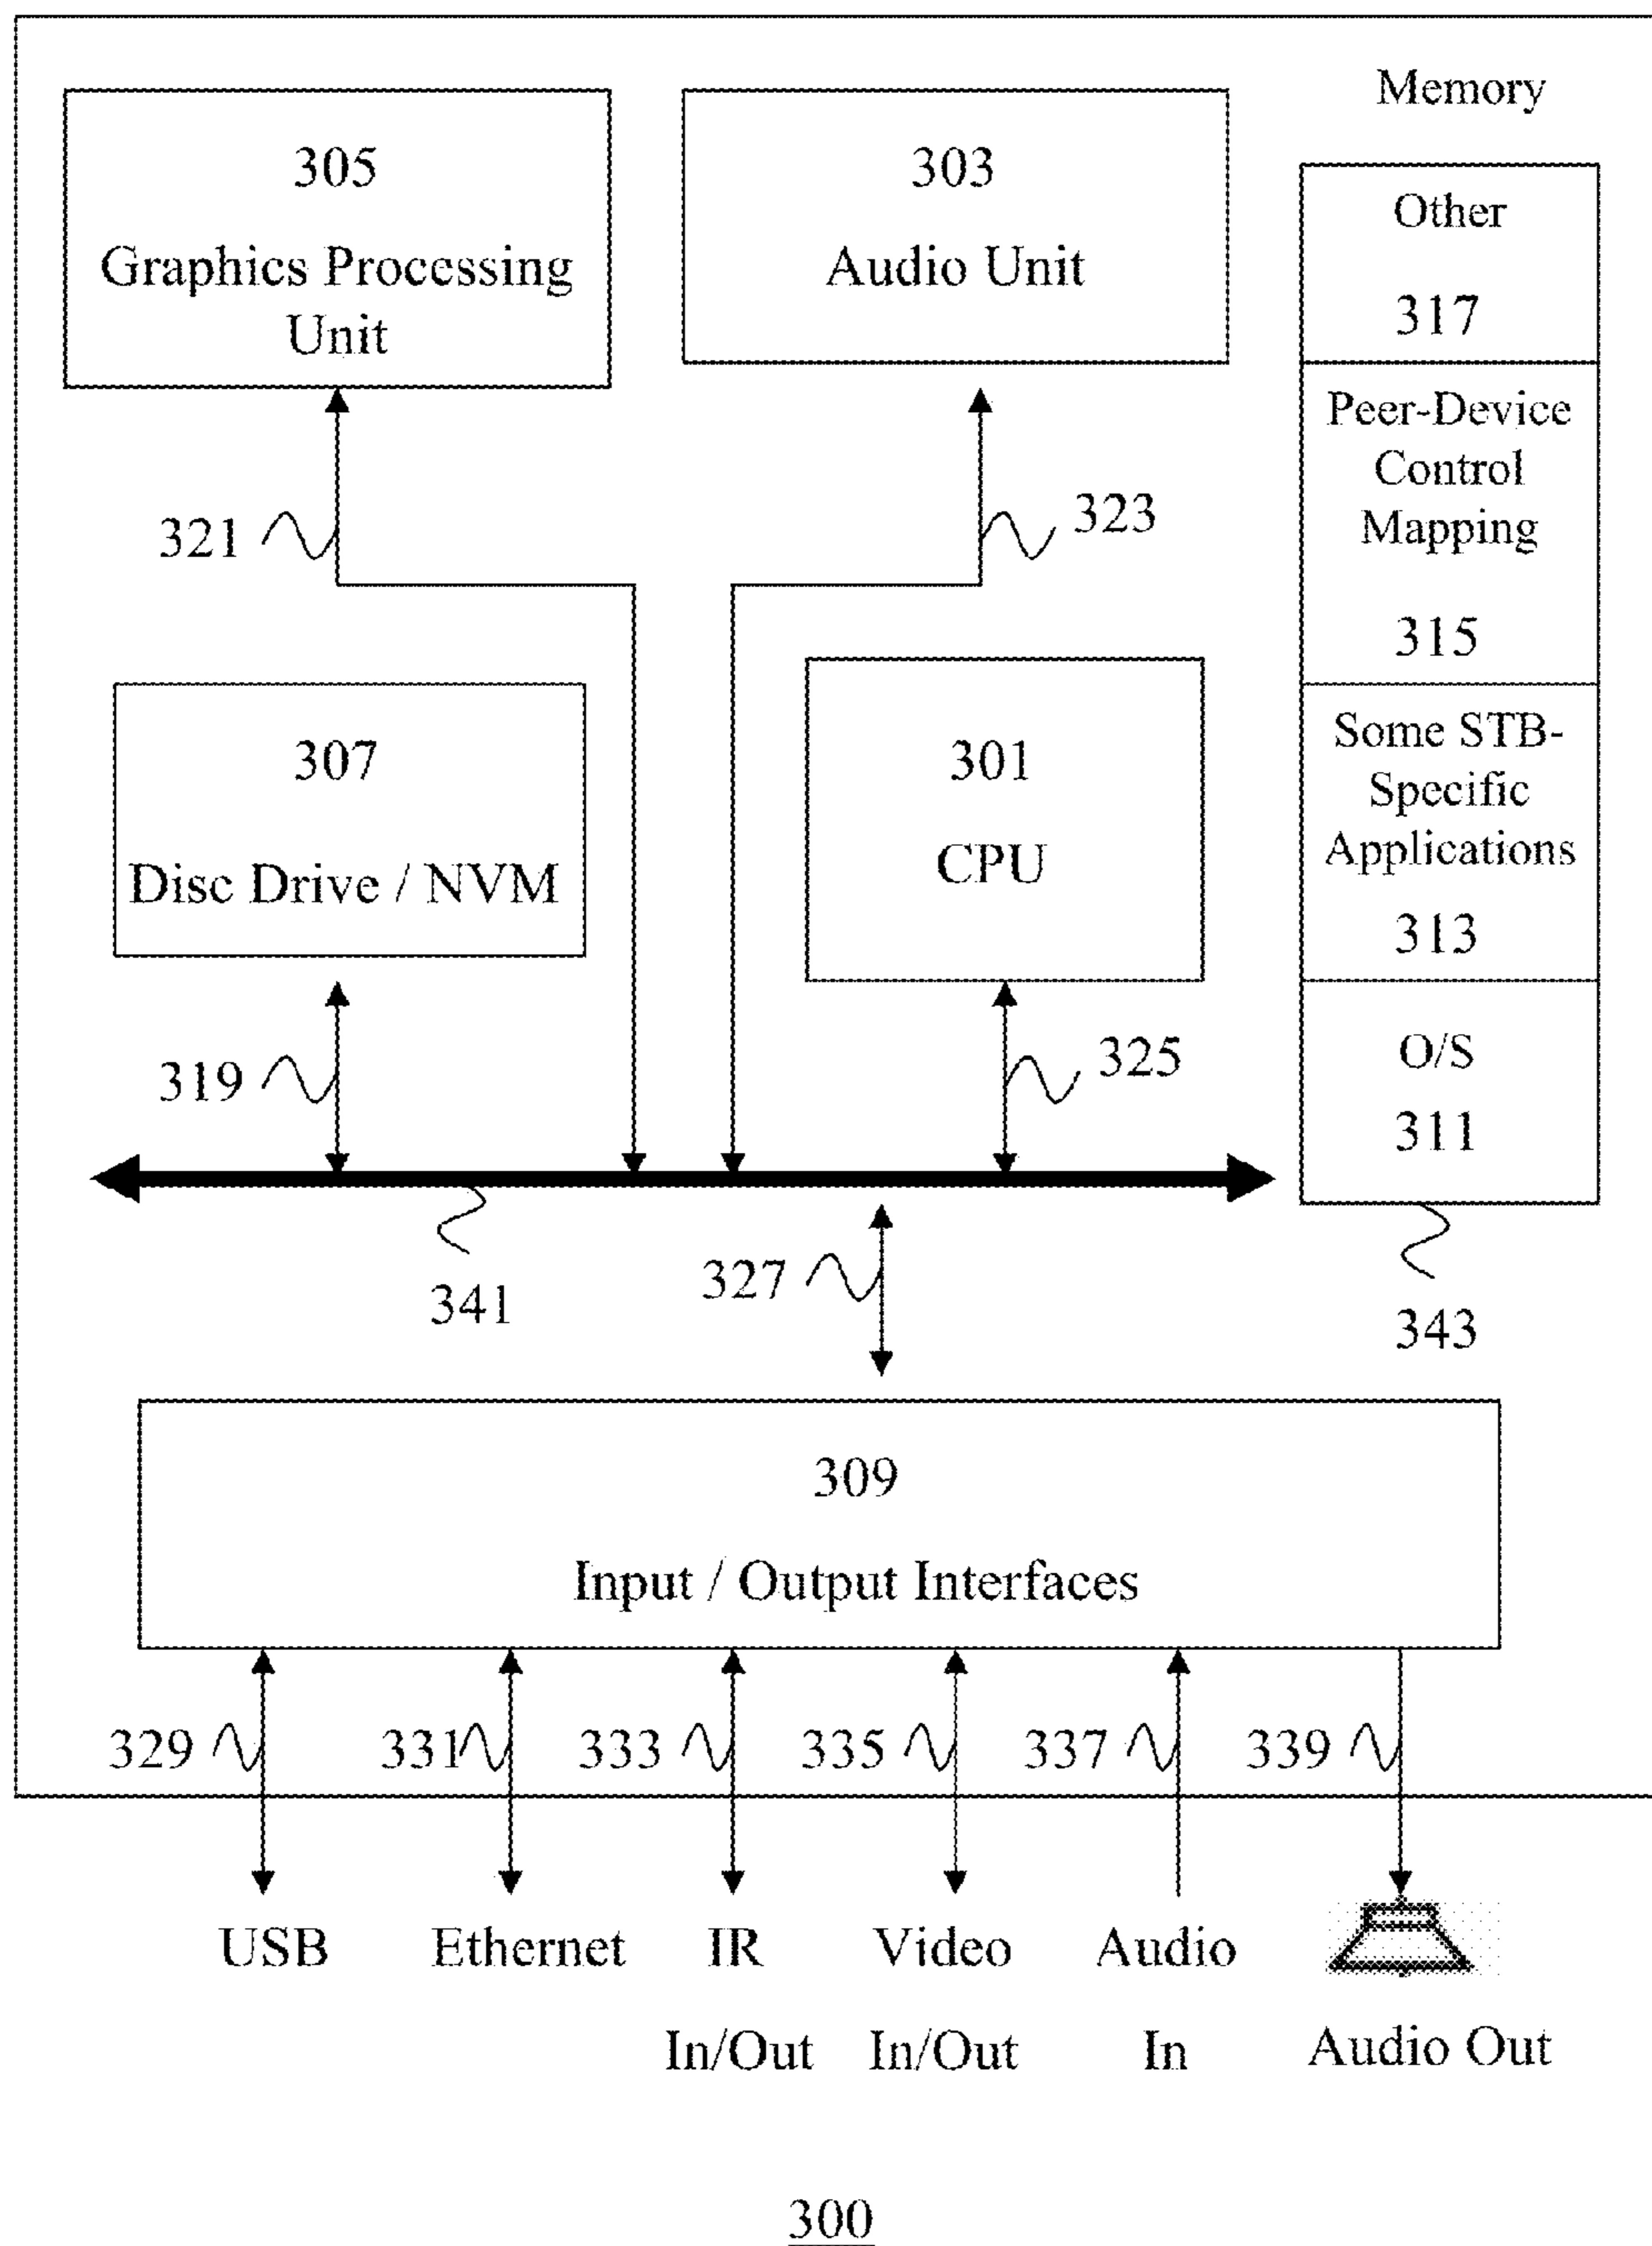 Memory
305
Graphics Processing
Unit
303
Audio Unit
Other
317
Peer-Device
Control
Mapping
315
Some STB-
Specific
Applications
313
O/S
311
321
323
307
Disc Drive / NVM
301
CPU
319
325
341
327
343
309
Input / Output Interfaces
329
331
333
335
337
339
USB
Ethernet
IR
In/Out
Video
In/Out
Audio
In
Audio Out
300